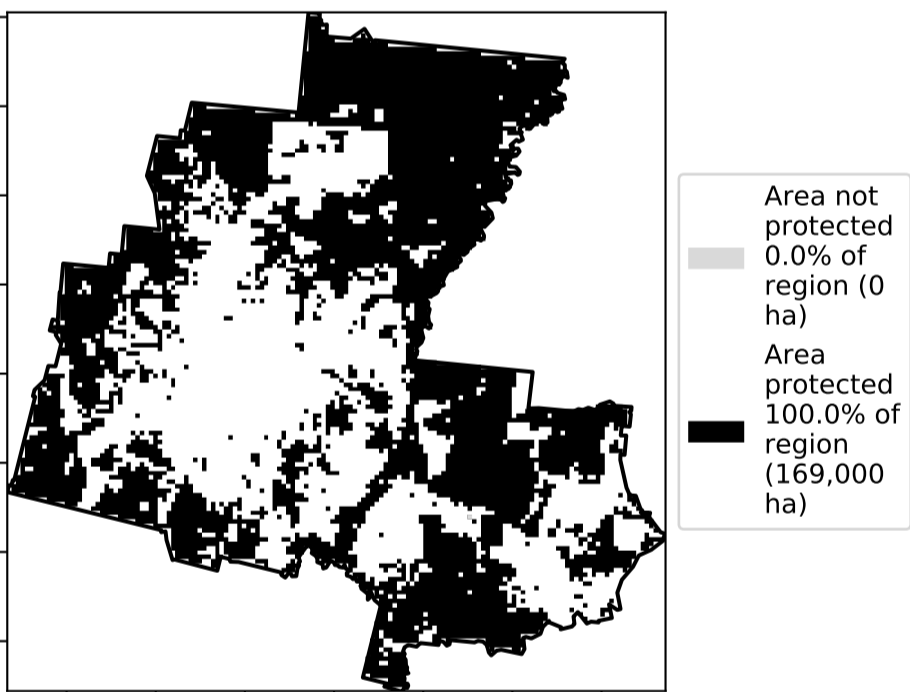 Area not
protected
0.0% of
region (0
ha)
Area
protected
100.0% of
region
(169,000
ha)